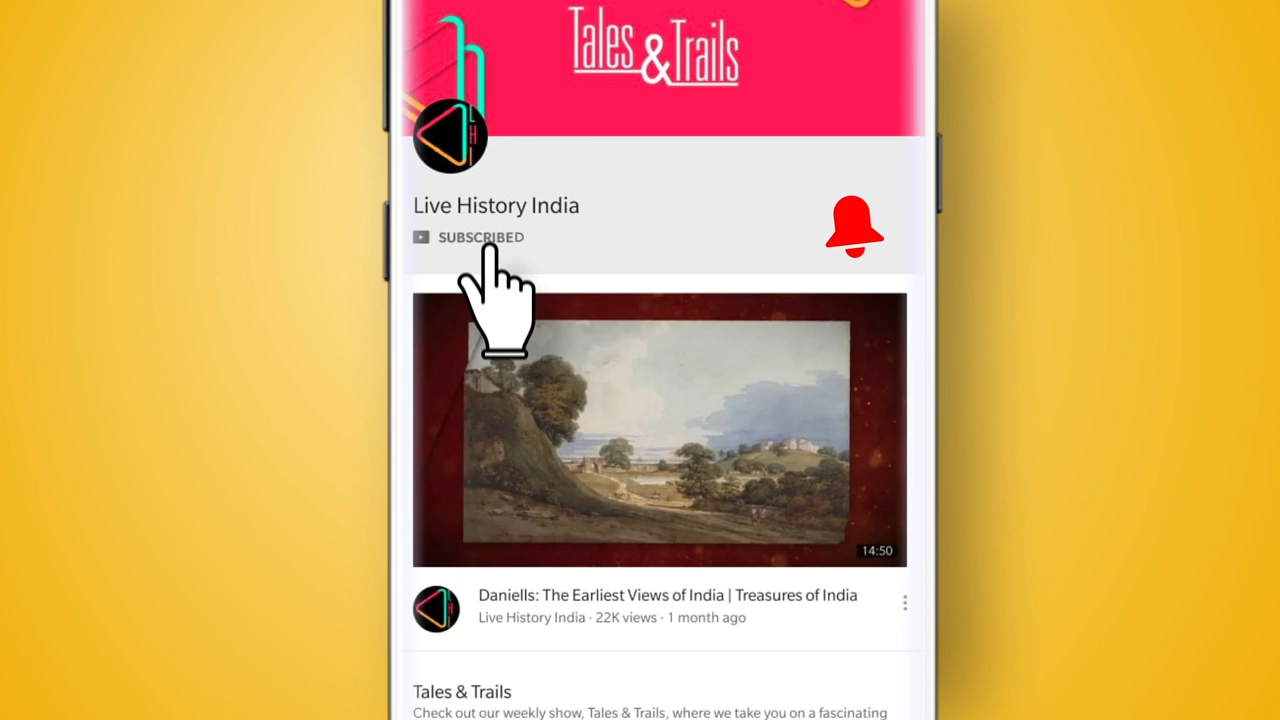 Tales & Trails
LHI
Live History India
SUBSCRIBED
14:50
Daniells: The Earliest Views of India | Treasures of India
LHI
Live History India · 22K views · 1 month ago
Tales & Trails
Check out our weekly show, Tales & Trails, where we take you on a fascinating